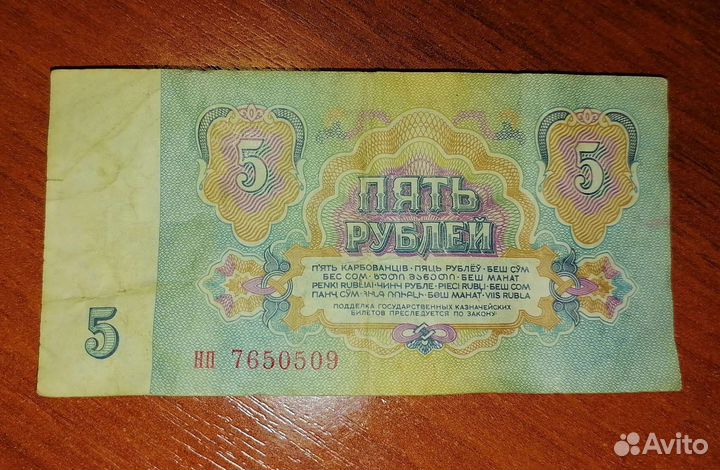 5
5
ПЯТЬ
РУБЛЕЙ
П'ЯТЬ КАРБОВАНЦІВ · ПЯЦЬ РУБЛЁЎ · БЕШ СЎМ
БЕС СОМ · ხუთი მანეთი · БЕШ МАНАТ
PENKI RUBLIAI · ЧИНЧ РУБЛЕ · PIECI RUBĻI · БЕШ СОМ
ПАНҶ СЎМ · ՀԻՆԳ ՌՈՒԲԼԻ · БӘШ МАНАТ · VIIS RUBLA
ПОДДЕЛКА ГОСУДАРСТВЕННЫХ КАЗНАЧЕЙСКИХ
БИЛЕТОВ ПРЕСЛЕДУЕТСЯ ПО ЗАКОНУ
5
НП 7650509
Avito